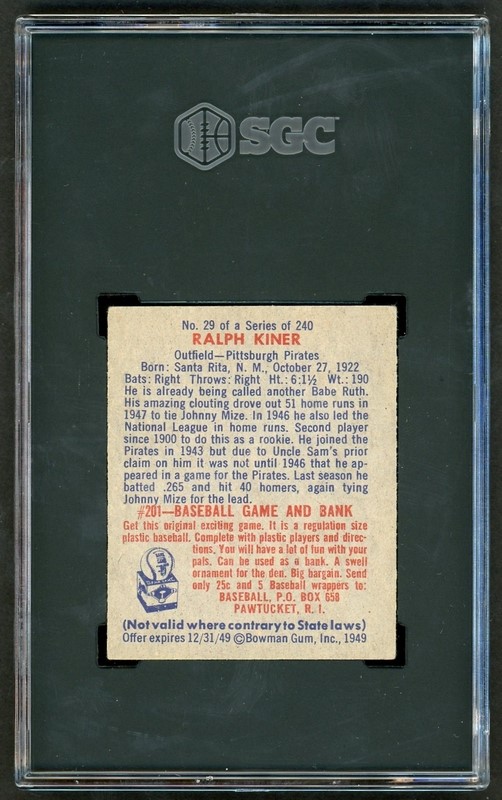 SGC
No. 29 of a Series of 240
RALPH KINER
Outfield—Pittsburgh Pirates
Born: Santa Rita, N. M., October 27, 1922
Bats: Right Throws: Right Ht.: 6:1½ Wt.: 190
He is already being called another Babe Ruth.
His amazing clouting drove out 51 home runs in
1947 to tie Johnny Mize. In 1946 he also led the
National League in home runs. Second player
since 1900 to do this as a rookie. He joined the
Pirates in 1943 but due to Uncle Sam's prior
claim on him it was not until 1946 that he ap-
peared in a game for the Pirates. Last season he
batted .265 and hit 40 homers, again tying
Johnny Mize for the lead.
#201—BASEBALL GAME AND BANK
Get this original exciting game. It is a regulation size
plastic baseball. Complete with plastic players and direc-
tions. You will have a lot of fun with your
pals. Can be used as a bank. A swell
ornament for the den. Big bargain. Send
only 25c and 5 Baseball wrappers to:
BASEBALL, P.O. BOX 658
PAWTUCKET, R. I.
(Not valid where contrary to State laws)
Offer expires 12/31/49 ©Bowman Gum, Inc., 1949